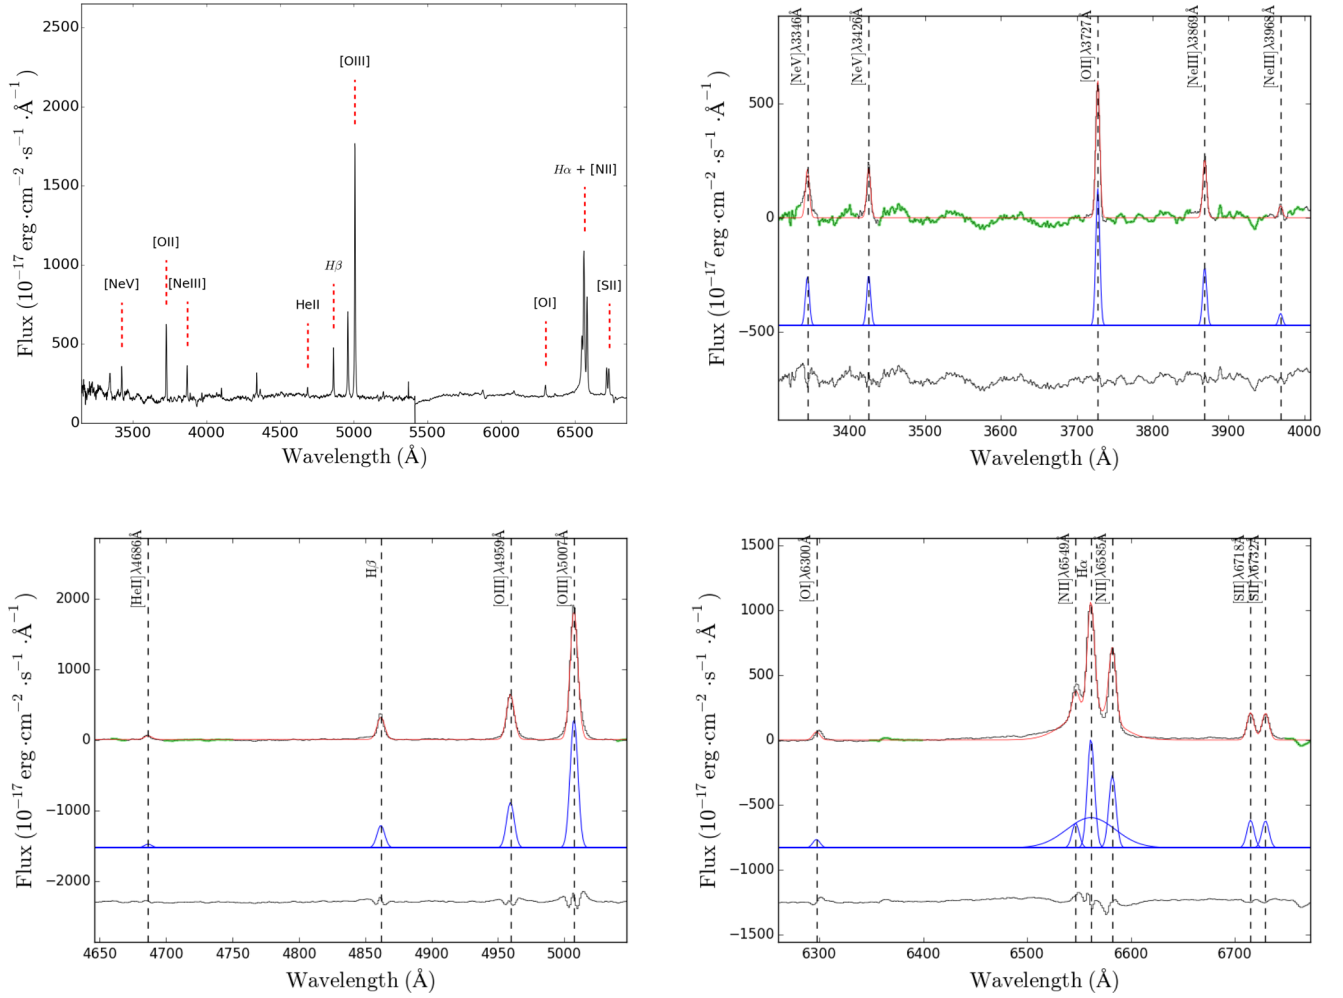 2500
2000
1500
1000
500
0
Flux (10⁻¹⁷ erg·cm⁻² ·s⁻¹ ·Å⁻¹)
[NeV]
[OII]
[NeIII]
HeII
Hβ
[OIII]
[OI]
Hα + [NII]
[SII]
3500 4000 4500 5000 5500 6000 6500
Wavelength (Å)
500
0
−500
Flux (10⁻¹⁷ erg·cm⁻² ·s⁻¹ ·Å⁻¹)
[NeV]λ3346Å
[NeV]λ3426Å
[OII]λ3727Å
[NeIII]λ3869Å
[NeIII]λ3968Å
3400 3500 3600 3700 3800 3900 4000
Wavelength (Å)
2000
1000
0
−1000
−2000
Flux (10⁻¹⁷ erg·cm⁻² ·s⁻¹ ·Å⁻¹)
[HeII]λ4686Å
Hβ
[OIII]λ4959Å
[OIII]λ5007Å
4650 4700 4750 4800 4850 4900 4950 5000
Wavelength (Å)
1500
1000
500
0
−500
−1000
−1500
Flux (10⁻¹⁷ erg·cm⁻² ·s⁻¹ ·Å⁻¹)
[OI]λ6300Å
[NII]λ6549Å
Hα
[NII]λ6585Å
[SII]λ6718Å
[SII]λ6732Å
6300 6400 6500 6600 6700
Wavelength (Å)